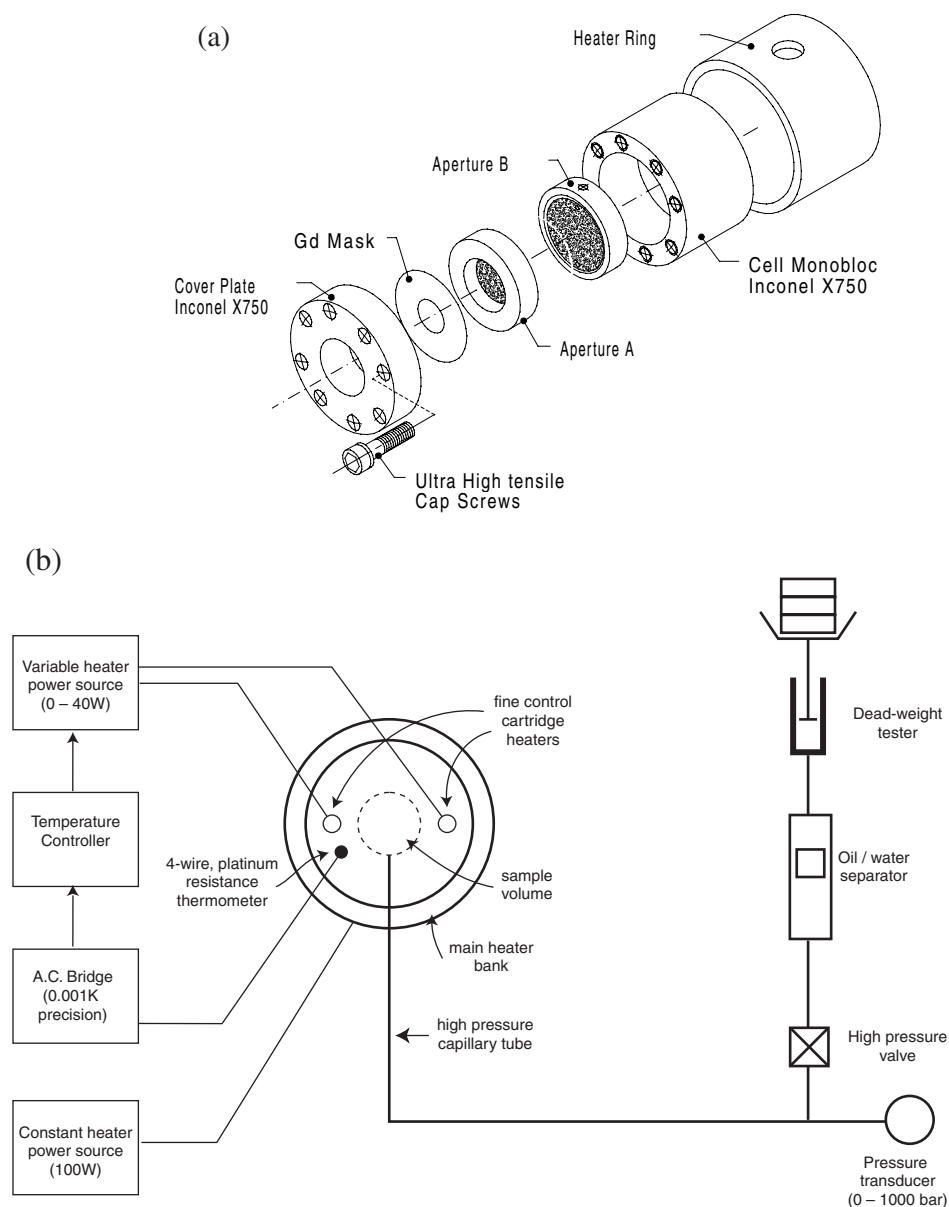 (a)
Heater Ring
Aperture B
Gd Mask
Cover Plate
Inconel X750
Cell Monobloc
Inconel X750
Aperture A
Ultra High tensile
Cap Screws
(b)
Variable heater
power source
(0 – 40W)
fine control
cartridge
heaters
Dead-weight
tester
Temperature
Controller
4-wire, platinum
resistance
thermometer
sample
volume
Oil / water
separator
main heater
bank
A.C. Bridge
(0.001K
precision)
high pressure
capillary tube
High pressure
valve
Constant heater
power source
(100W)
Pressure
transducer
(0 – 1000 bar)